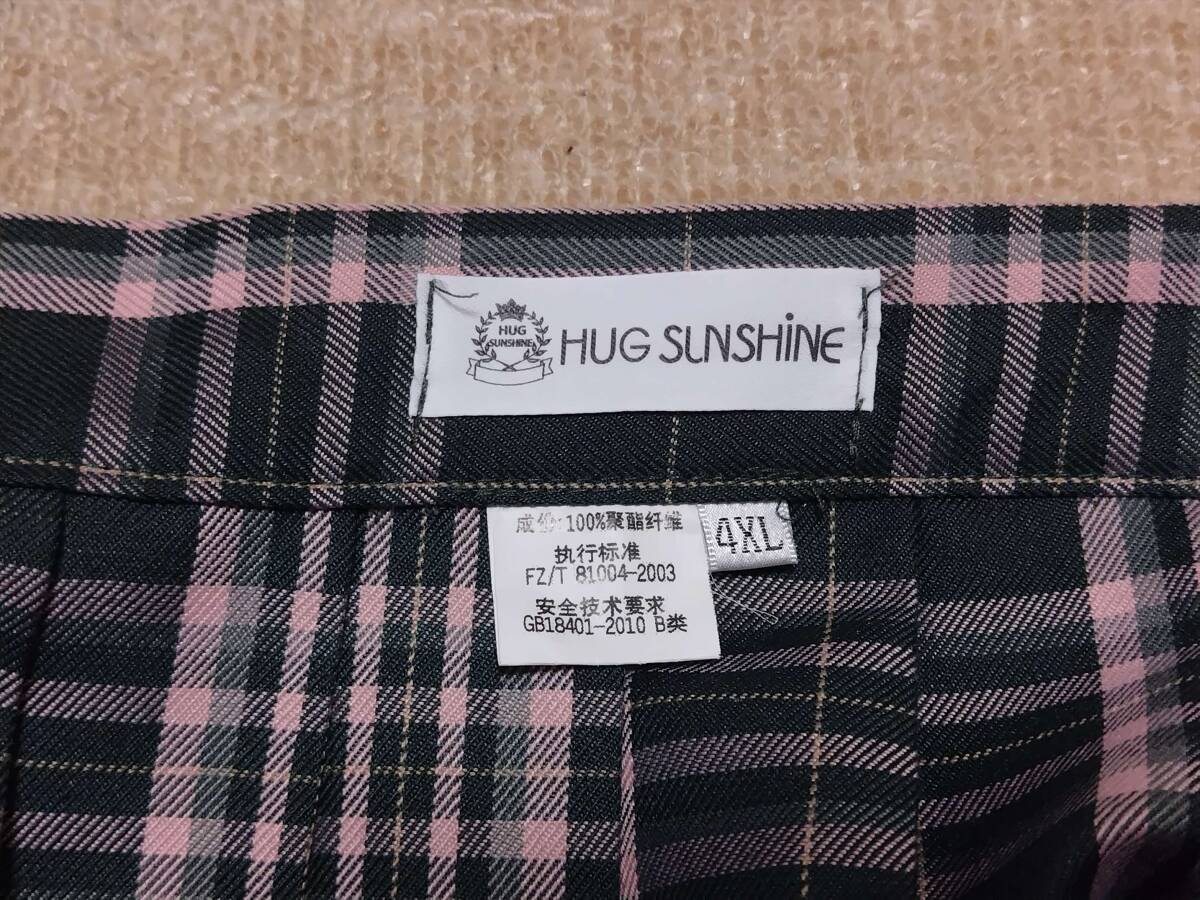 HUG
SUNSHINE
HUG SUNSHINE
成份:100%聚酯纤维
执行标准
FZ/T 81004-2003
安全技术要求
GB18401-2010 B类
4XL